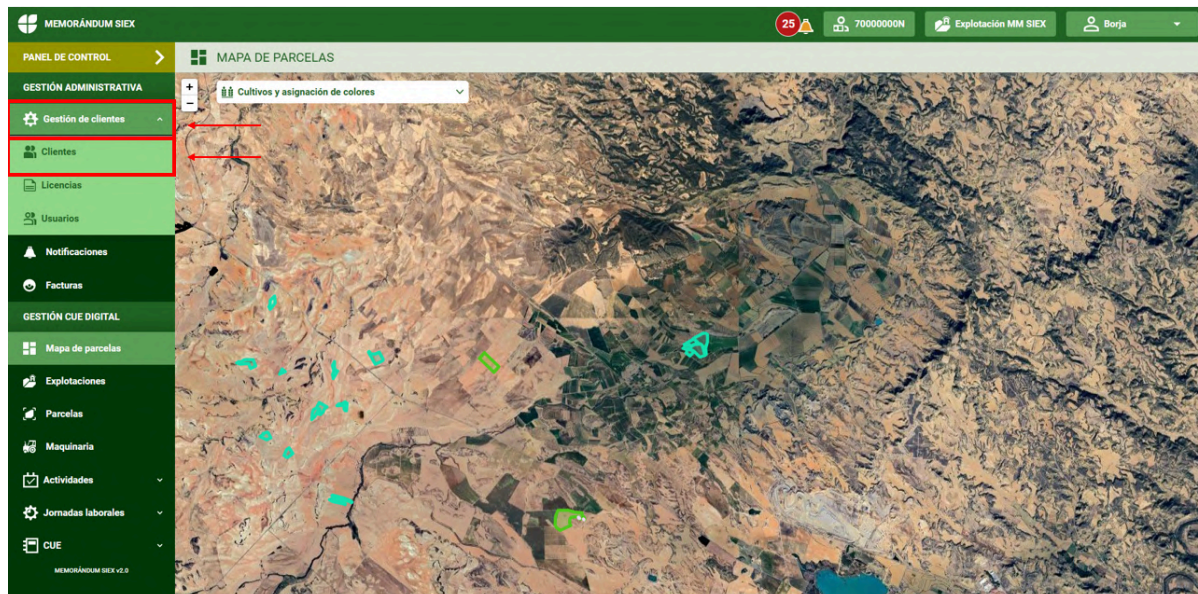 MEMORÁNDUM SIEX
25
70000000N
Explotación MM SIEX
Borja
PANEL DE CONTROL
MAPA DE PARCELAS
GESTIÓN ADMINISTRATIVA
+
Cultivos y asignación de colores
−
Gestión de clientes
Clientes
Licencias
Usuarios
Notificaciones
Facturas
GESTIÓN CUE DIGITAL
Mapa de parcelas
Explotaciones
Parcelas
Maquinaria
Actividades
Jornadas laborales
CUE
MEMORÁNDUM SIEX v2.0